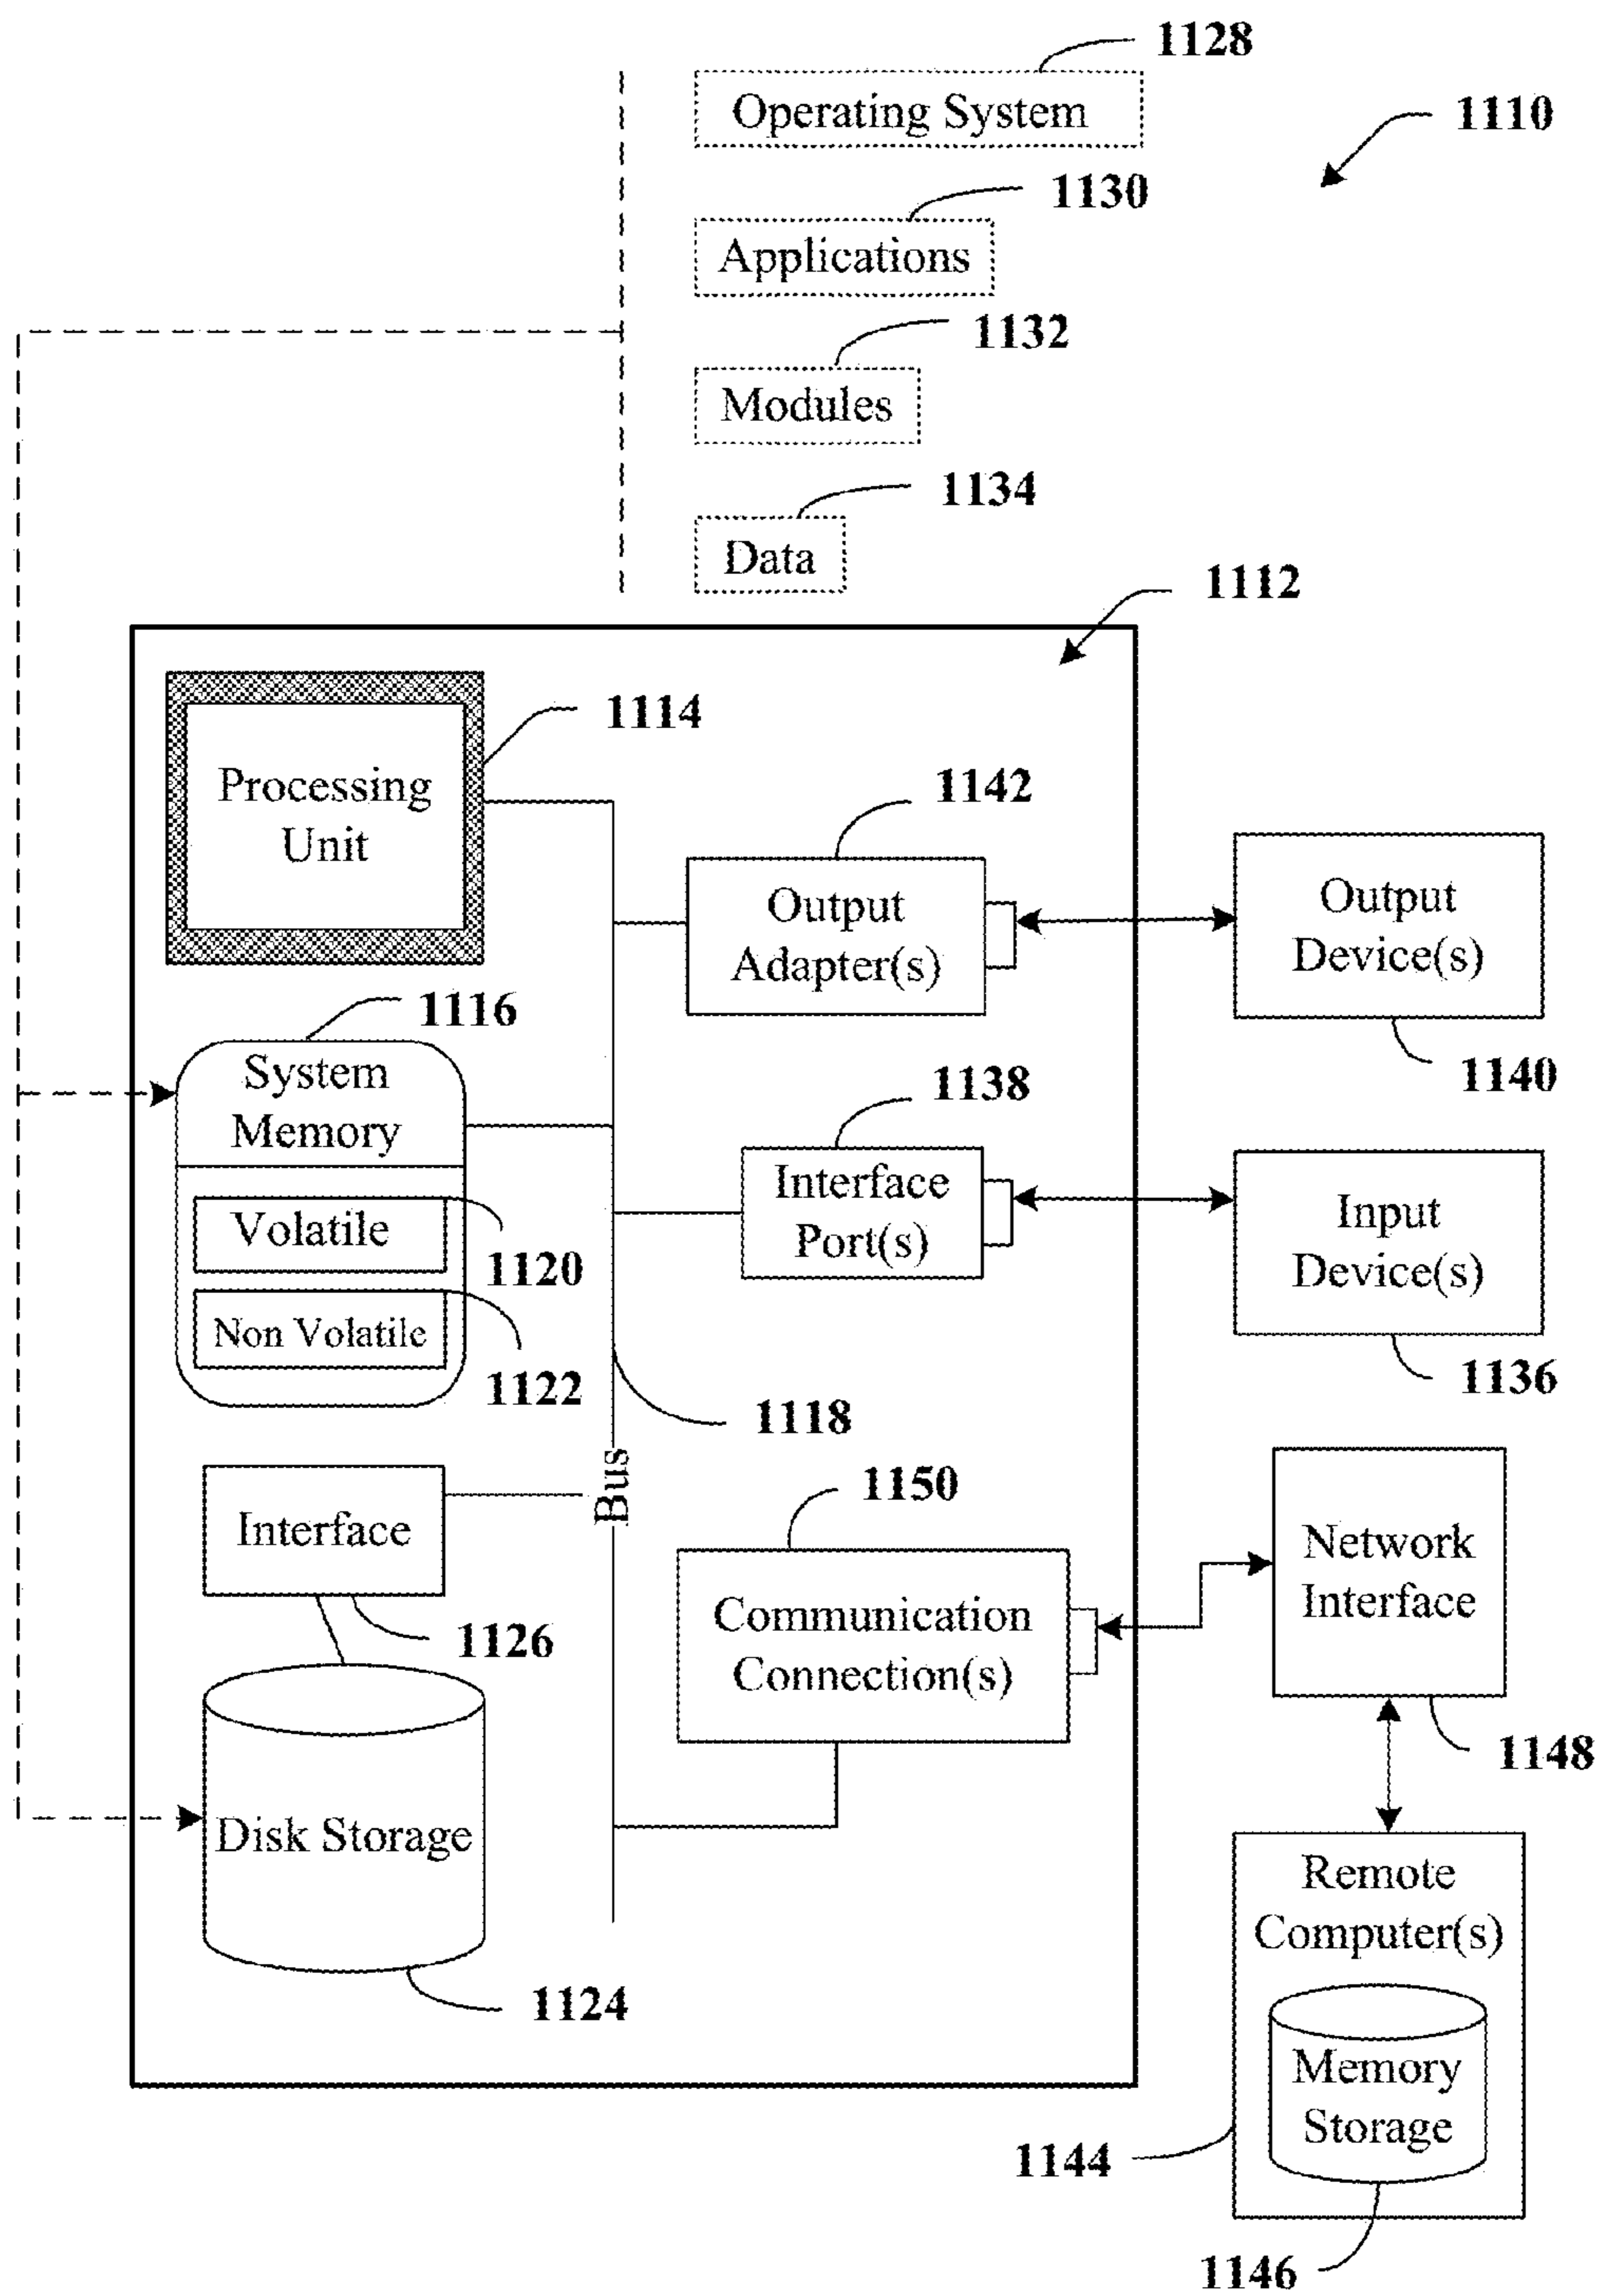 1128
Operating System
1110
1130
Applications
1132
Modules
1134
Data
1112
1114
Processing
Unit
1142
Output
Adapter(s)
Output
Device(s)
1140
1116
System
Memory
1138
Interface
Port(s)
Input
Device(s)
1136
Volatile
1120
Non Volatile
1122
1118
Bus
1150
Interface
1126
Communication
Connection(s)
Network
Interface
1148
Disk Storage
1124
Remote
Computer(s)
Memory
Storage
1144
1146